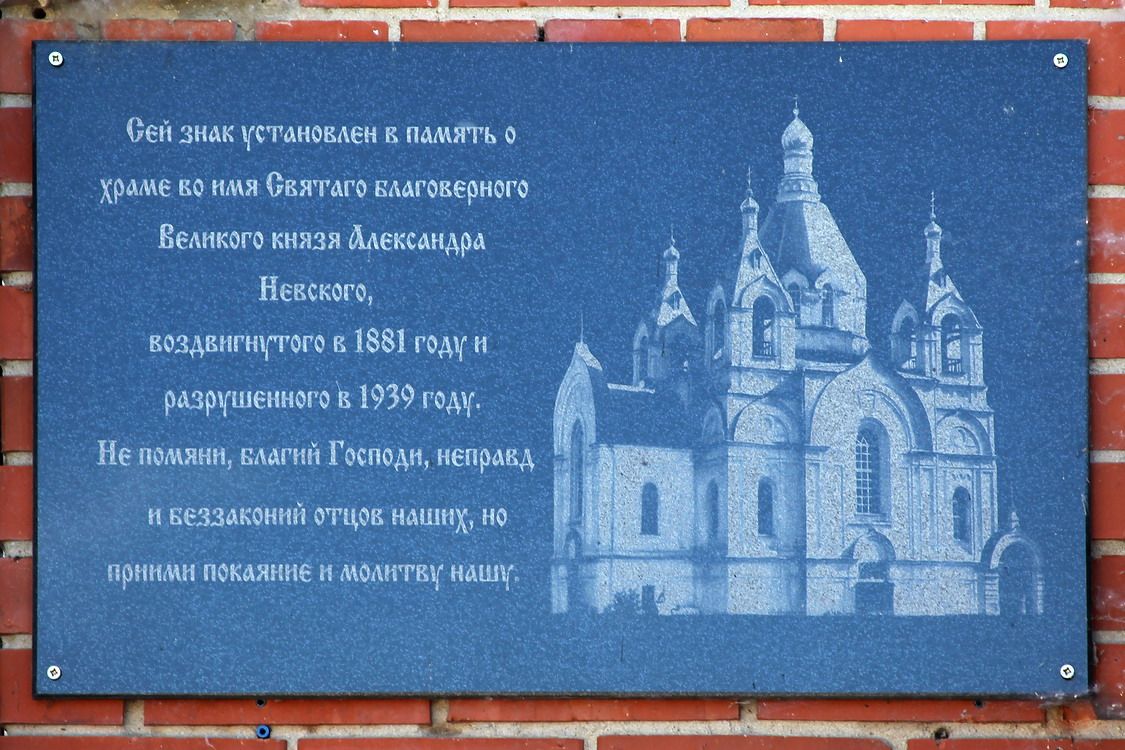 Сей знак установлен в память о
храме во имя Святаго благоверного
Великого князя Александра
Невского,
воздвигнутого в 1881 году и
разрушенного в 1939 году.
Не помяни, благий Господи, неправд
и беззаконий отцов наших, но
приими покаяние и молитву нашу.